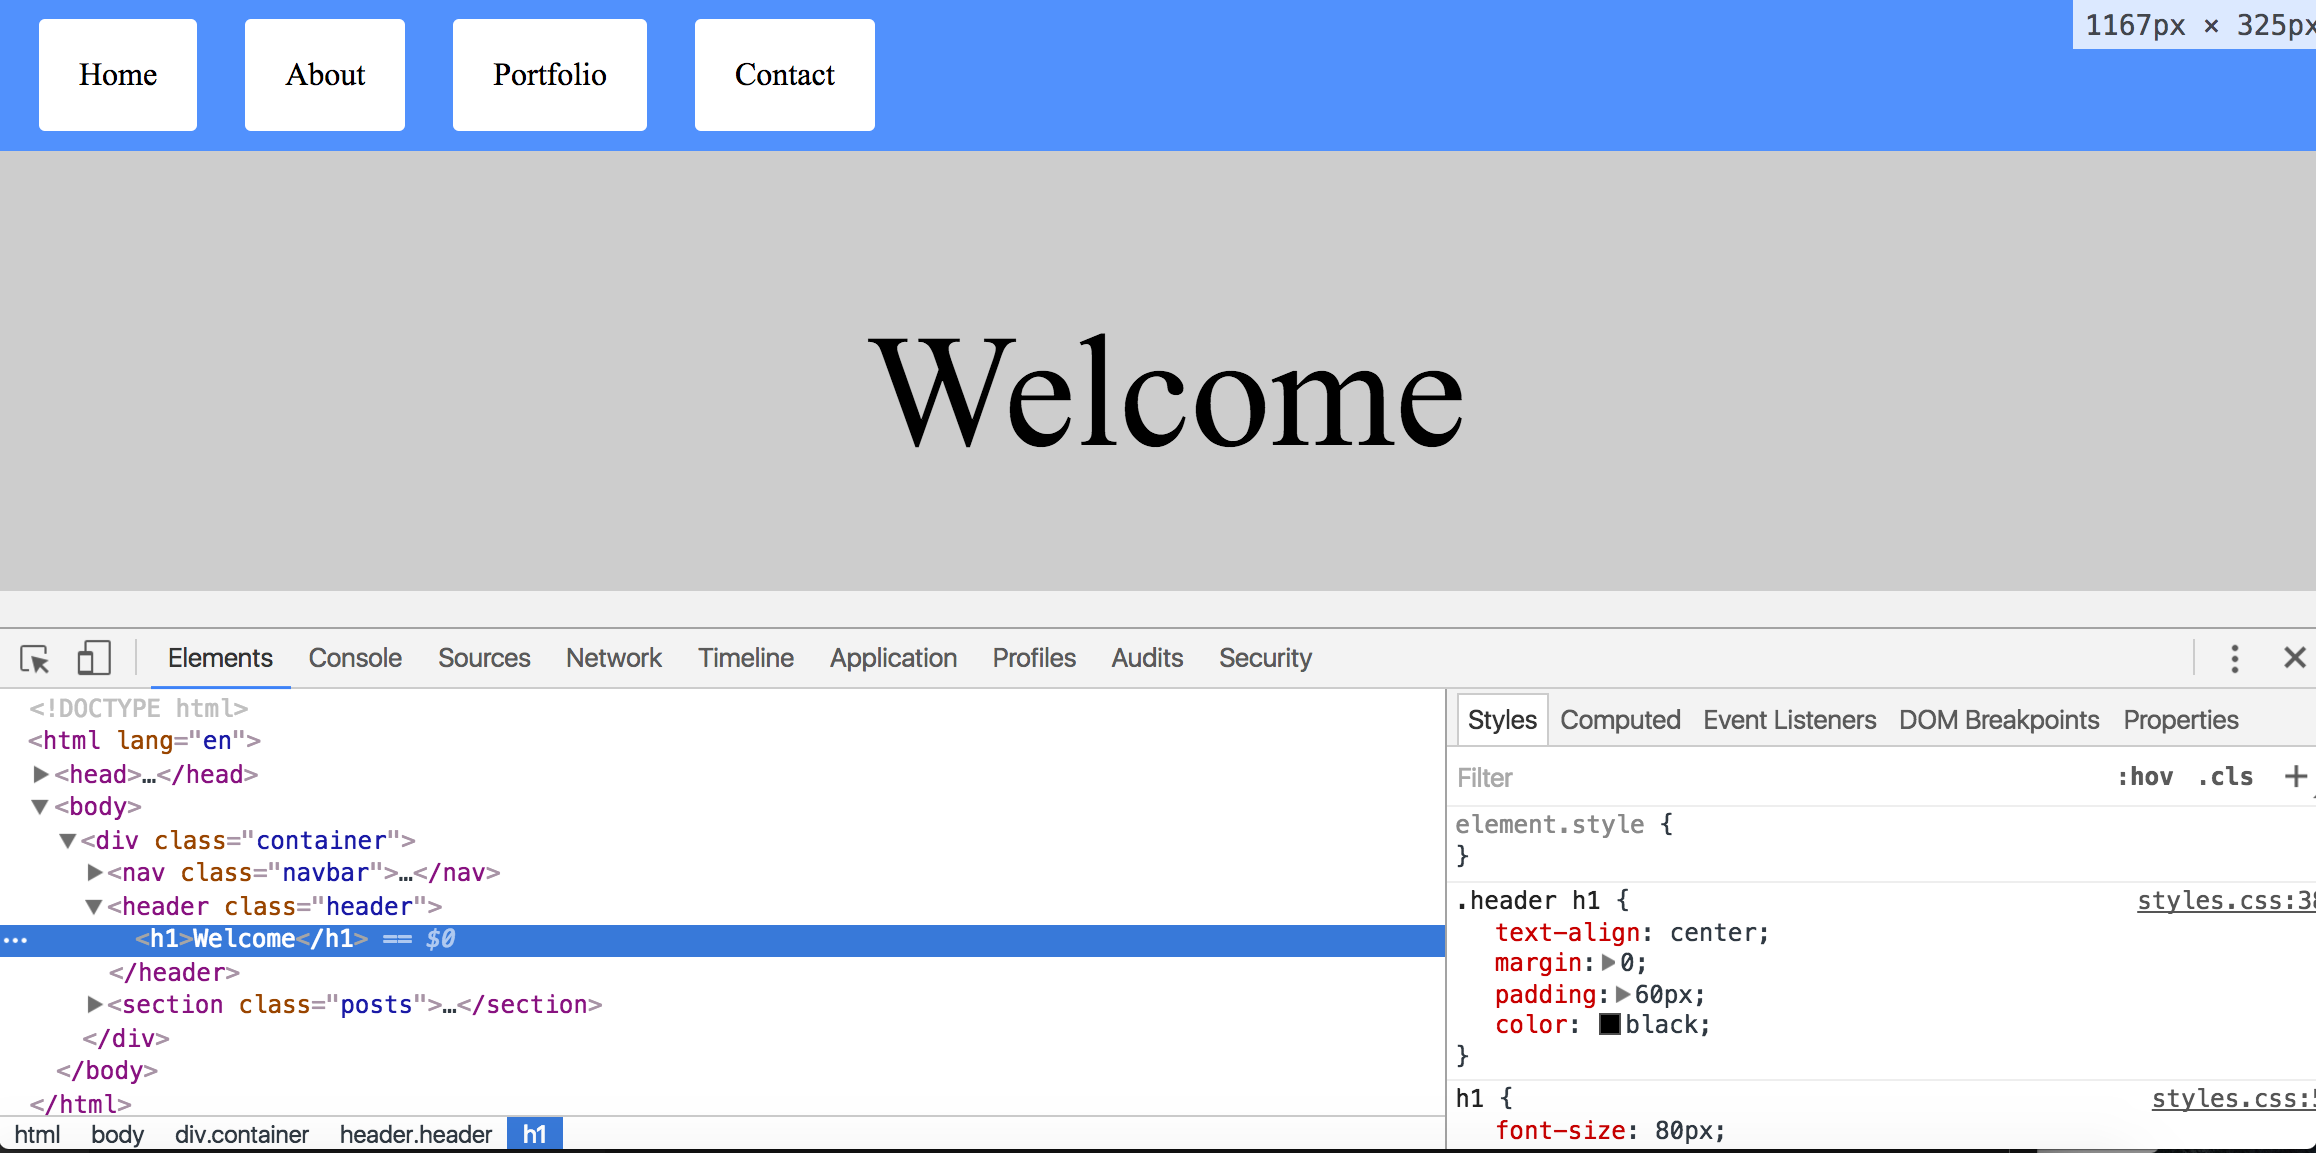 1167px × 325px
Home About Portfolio Contact
Welcome
Elements Console Sources Network Timeline Application Profiles Audits Security
<!DOCTYPE html>
<html lang="en">
<head>…</head>
<body>
<div class="container">
<nav class="navbar">…</nav>
<header class="header">
<h1>Welcome</h1> == $0
</header>
<section class="posts">…</section>
</div>
</body>
</html>
html body div.container header.header h1
Styles Computed Event Listeners DOM Breakpoints Properties
Filter :hov .cls +
element.style {
}
.header h1 { styles.css:38
text-align: center;
margin: 0;
padding: 60px;
color: black;
}
h1 { styles.css:5
font-size: 80px;